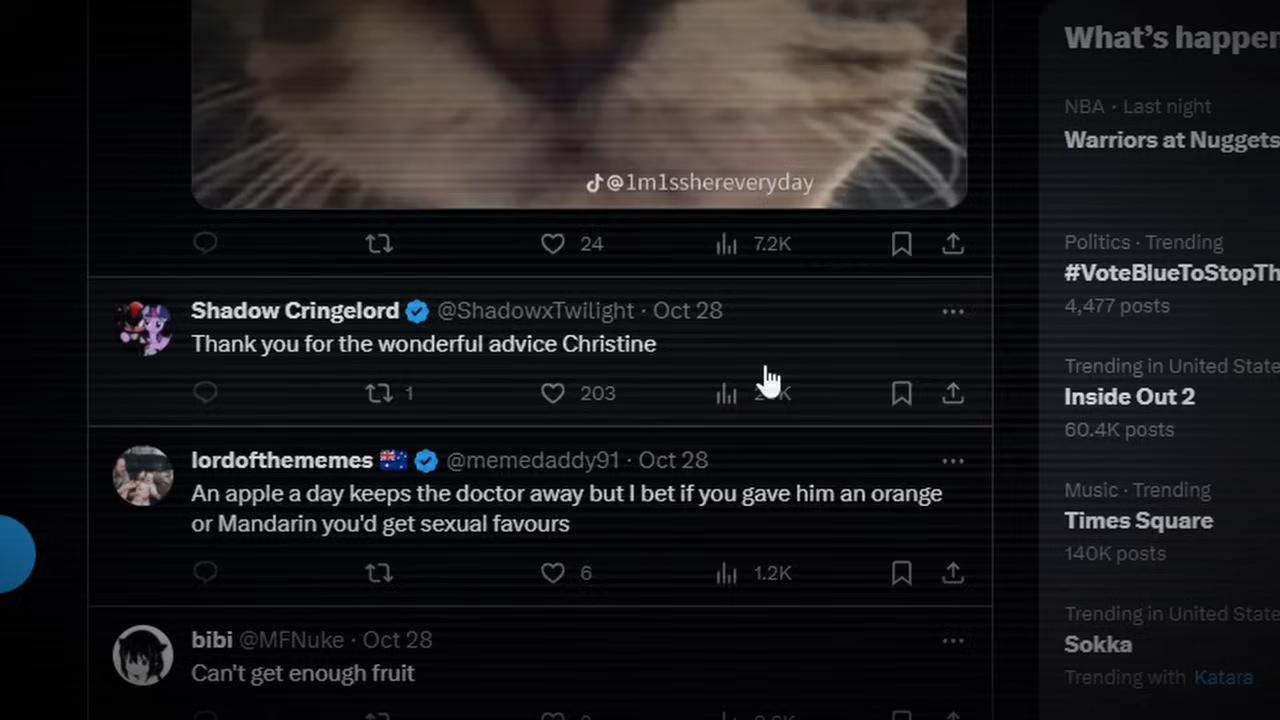 What's happen
NBA · Last night
Warriors at Nuggets
Politics · Trending
#VoteBlueToStopTh
4,477 posts
Trending in United State
Inside Out 2
60.4K posts
Music · Trending
Times Square
140K posts
Trending in United State
Sokka
Trending with Katara
@1m1sshereveryday
24 7.2K
Shadow Cringelord @ShadowxTwilight · Oct 28
Thank you for the wonderful advice Christine
1 203
lordofthememes @memedaddy91 · Oct 28
An apple a day keeps the doctor away but I bet if you gave him an orange
or Mandarin you'd get sexual favours
6 1.2K
bibi @MFNuke · Oct 28
Can't get enough fruit